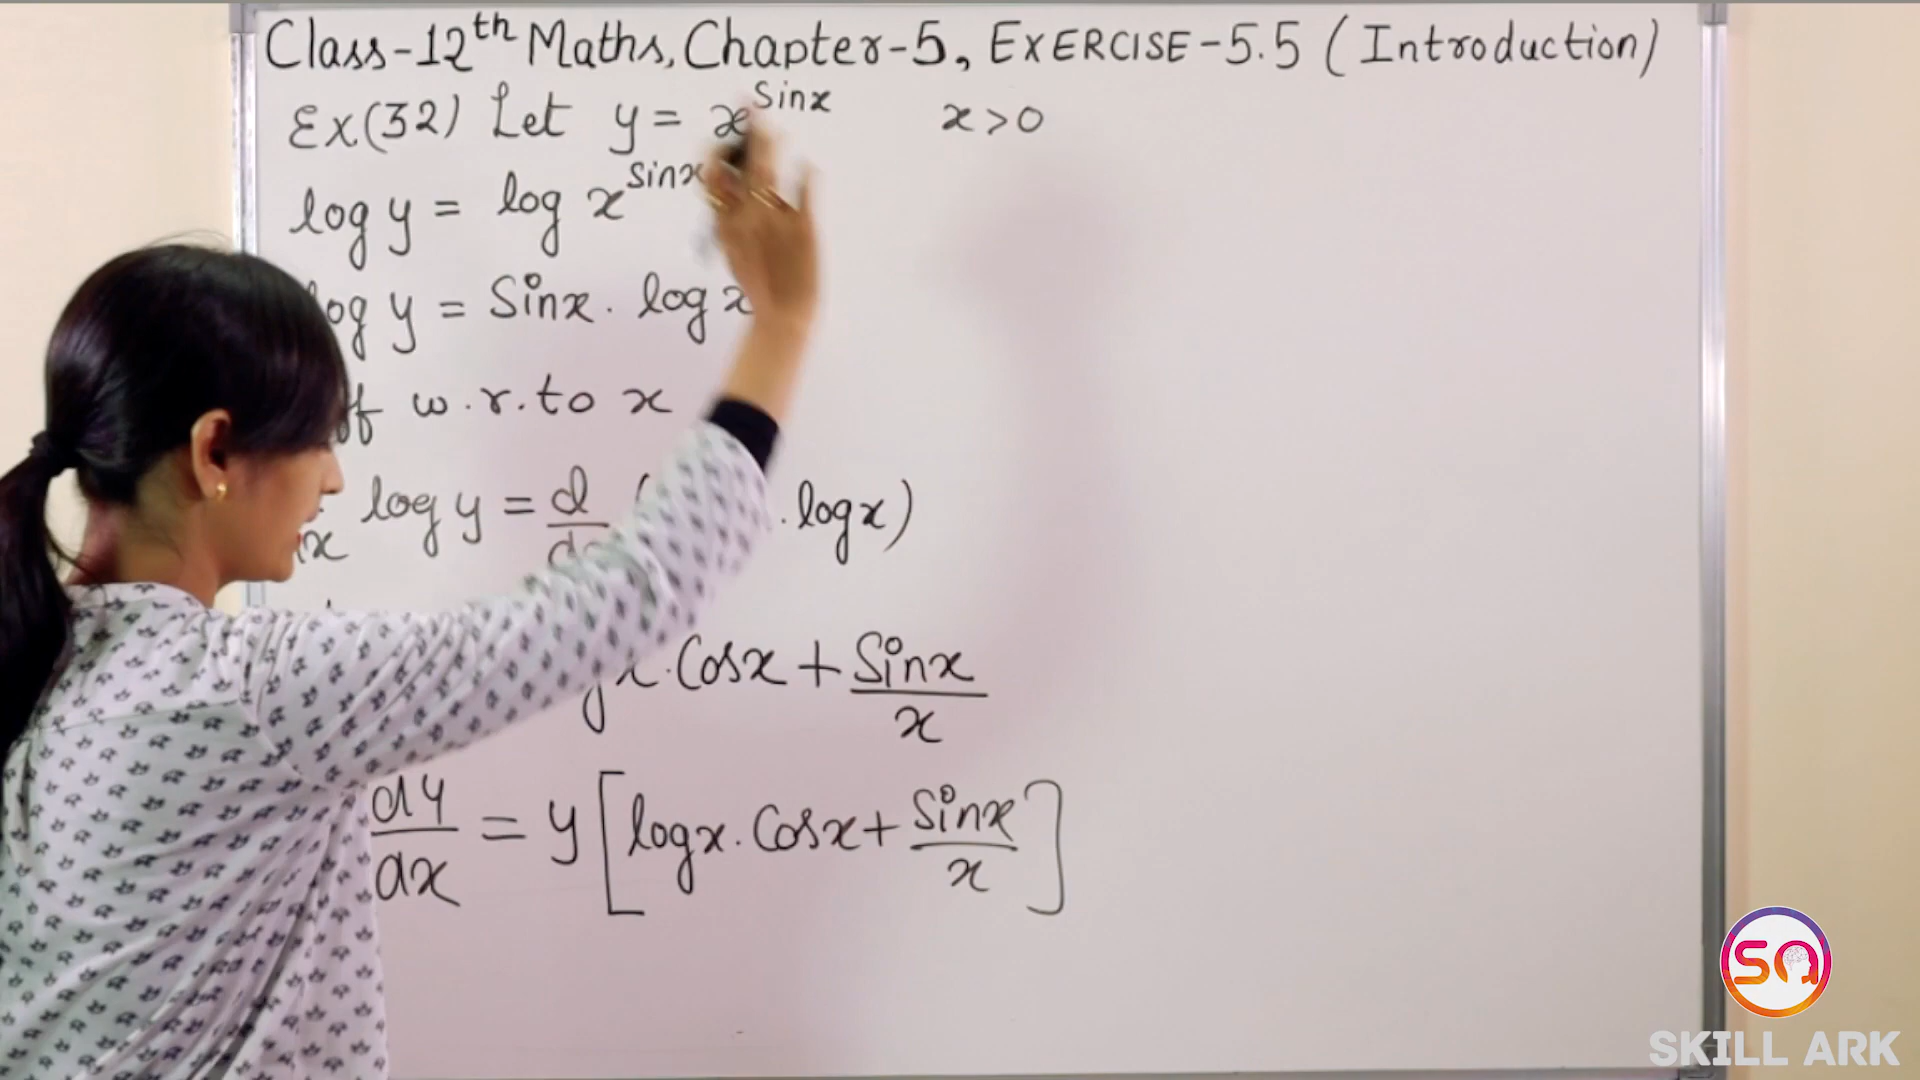 Class-12th Maths, Chapter-5, EXERCISE-5.5 (Introduction)
Ex(32) Let y = x^Sinx x>0
log y = log x^Sinx
y = Sinx. log x
w.r.to x
log y = d ( . logx)
x. Cosx + Sinx/x
dy/dx = y [logx. Cosx + Sinx/x]
SA
SKILL ARK